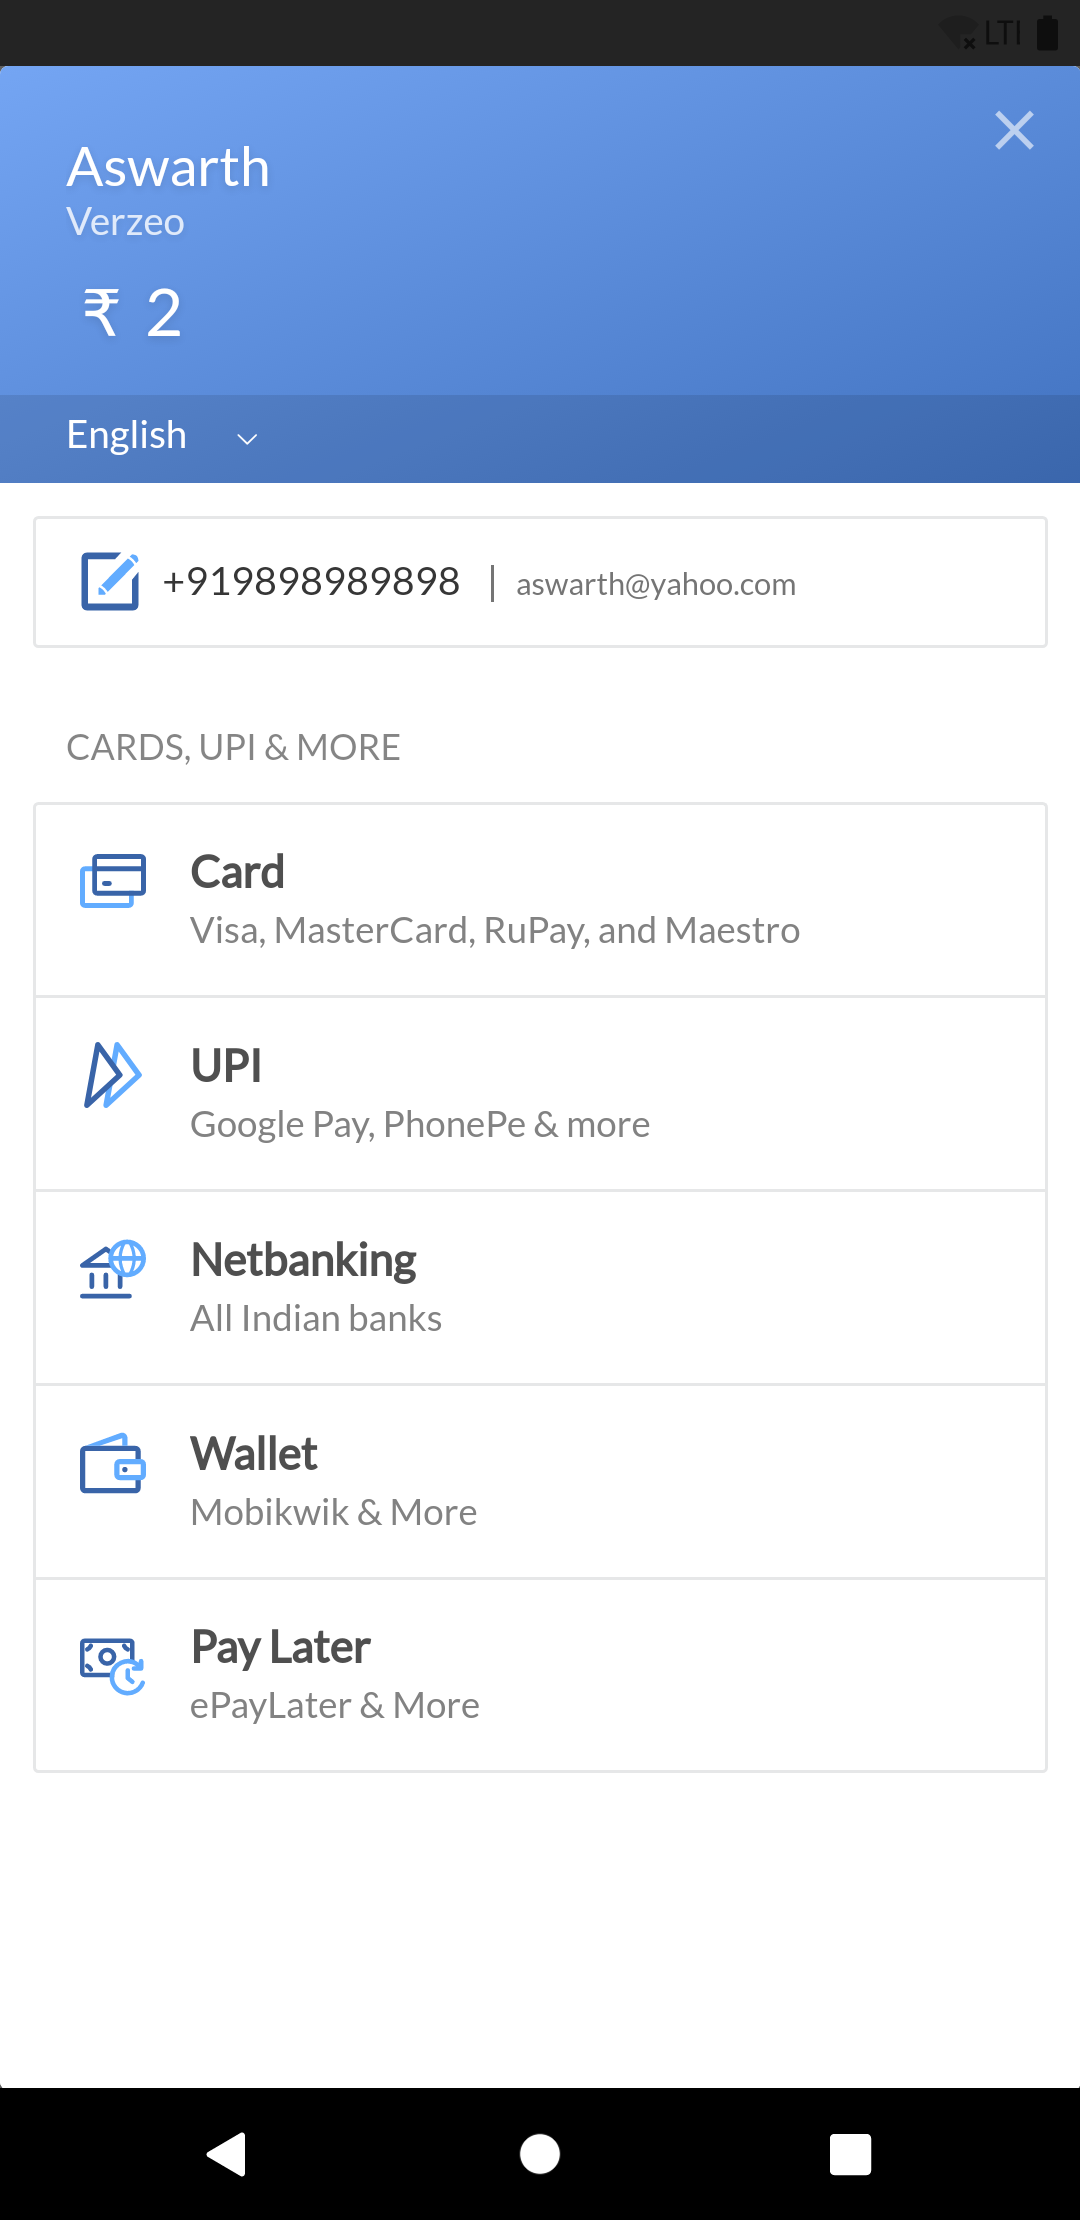 LTI
Aswarth
Verzeo
₹ 2
English
+919898989898 | aswarth@yahoo.com
CARDS, UPI & MORE
Card
Visa, MasterCard, RuPay, and Maestro
UPI
Google Pay, PhonePe & more
Netbanking
All Indian banks
Wallet
Mobikwik & More
Pay Later
ePayLater & More